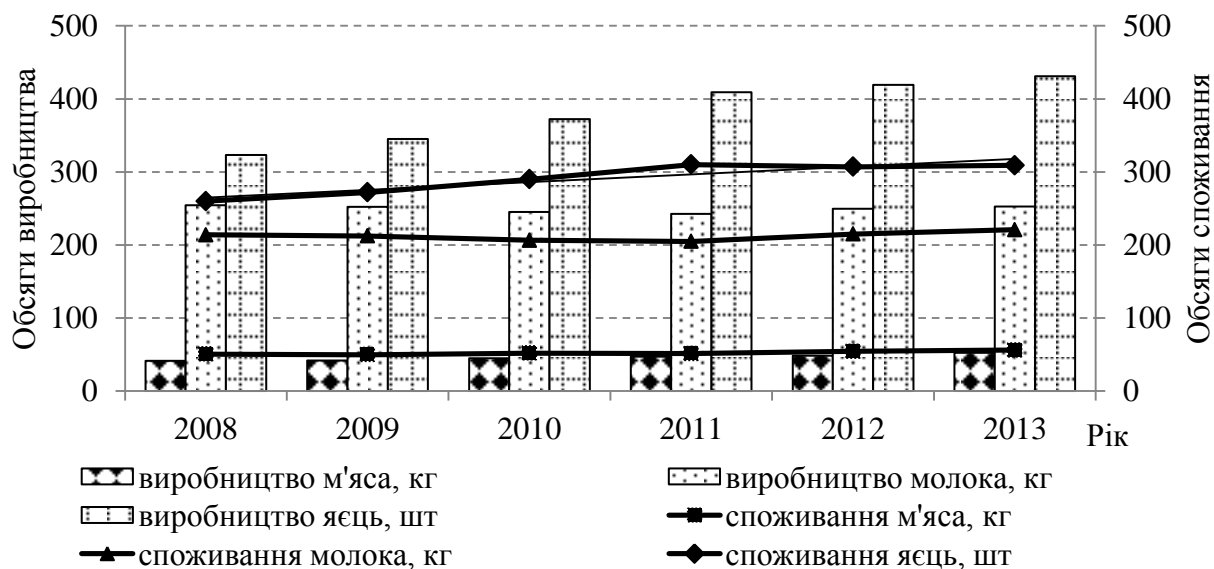 500
400
300
200
100
0
Обсяги виробництва
500
400
300
200
100
0
Обсяги споживання
2008 2009 2010 2011 2012 2013 Рік
виробництво м'яса, кг виробництво молока, кг
виробництво яєць, шт споживання м'яса, кг
споживання молока, кг споживання яєць, шт